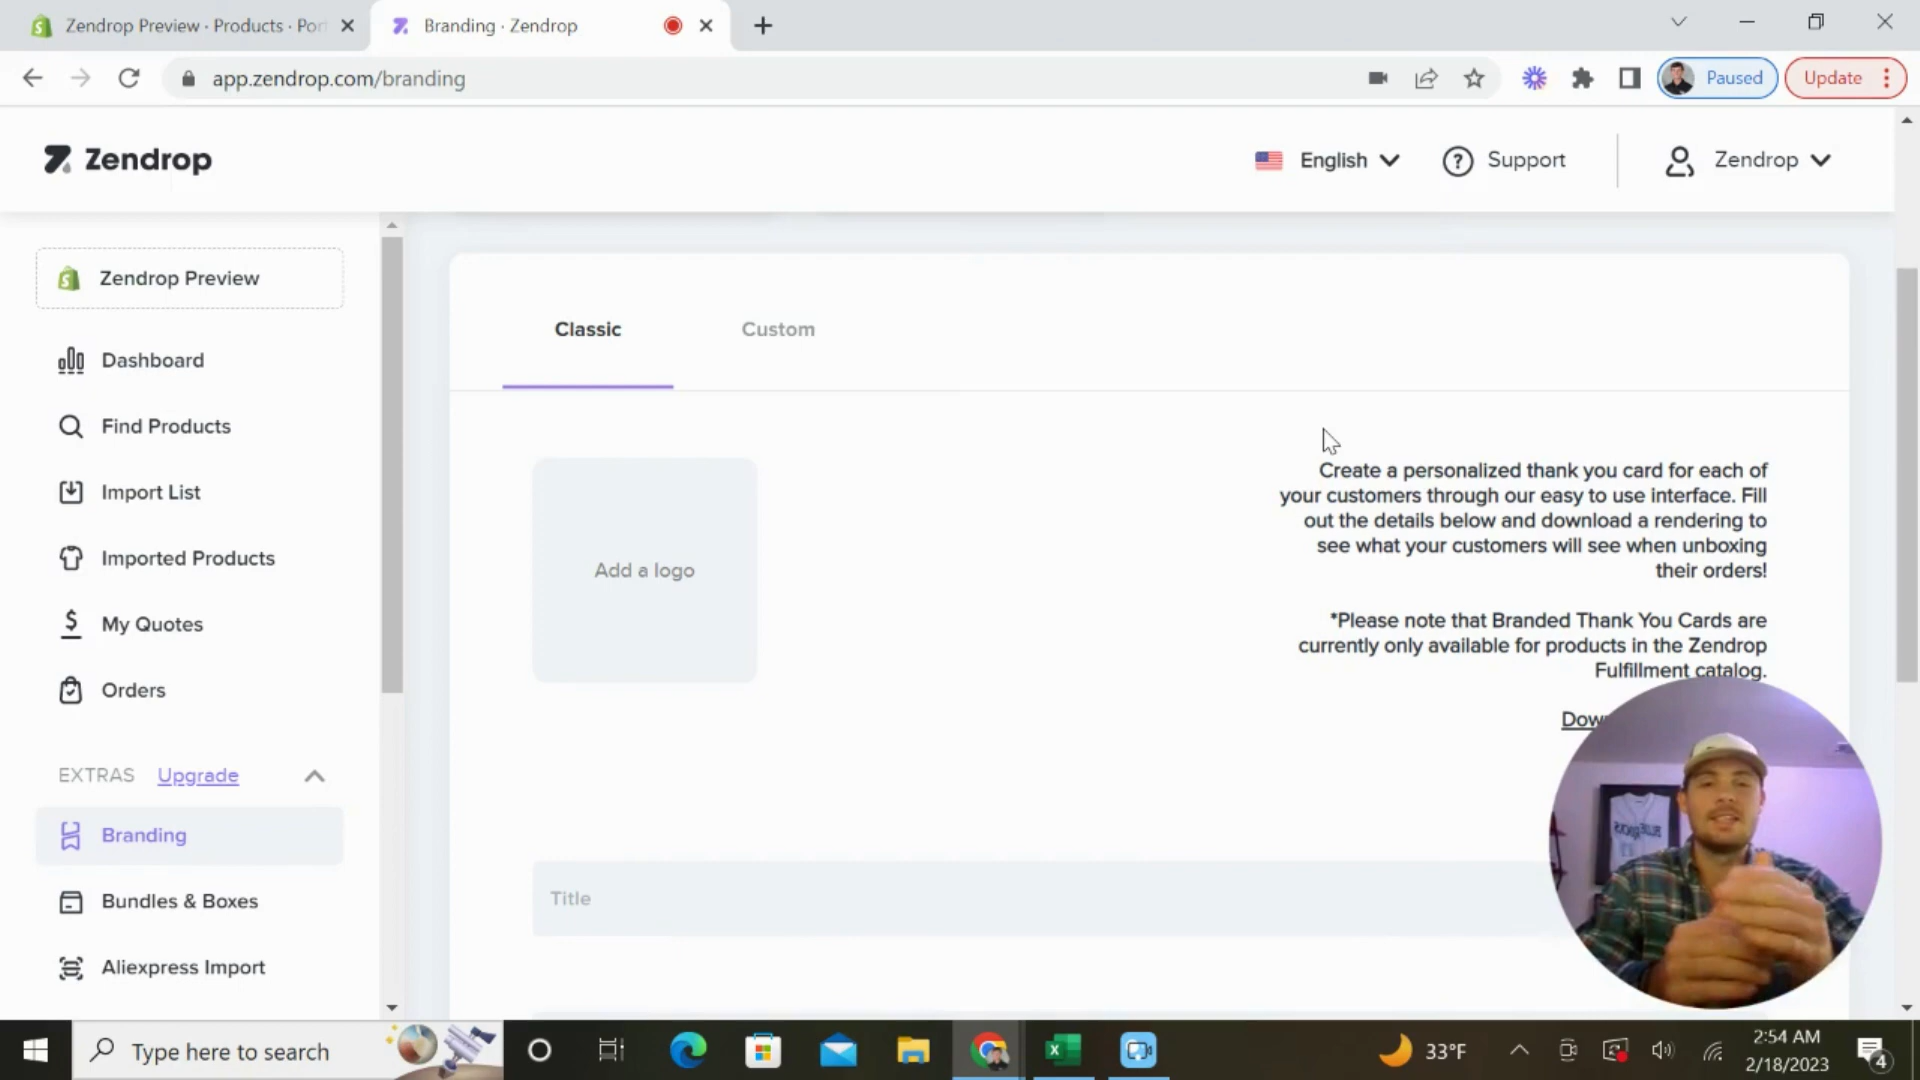 Zendrop Preview · Products · Por
Branding · Zendrop
app.zendrop.com/branding
Paused
Update
Zendrop
English
Support
Zendrop
Zendrop Preview
Dashboard
Find Products
Import List
Imported Products
My Quotes
Orders
EXTRAS Upgrade
Branding
Bundles & Boxes
Aliexpress Import
Classic
Custom
Add a logo
Create a personalized thank you card for each of
your customers through our easy to use interface. Fill
out the details below and download a rendering to
see what your customers will see when unboxing
their orders!
*Please note that Branded Thank You Cards are
currently only available for products in the Zendrop
Fulfillment catalog.
Title
Type here to search
33°F
2:54 AM
2/18/2023
4